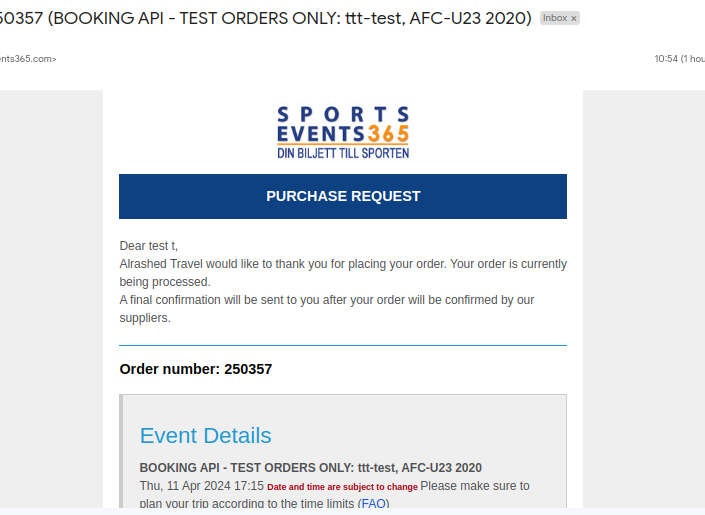 50357 (BOOKING API - TEST ORDERS ONLY: ttt-test, AFC-U23 2020) Inbox x
nts365.com> 10:54 (1 hou
SPORTS
EVENTS365
DIN BILJETT TILL SPORTEN
PURCHASE REQUEST
Dear test t,
Alrashed Travel would like to thank you for placing your order. Your order is currently
being processed.
A final confirmation will be sent to you after your order will be confirmed by our
suppliers.
Order number: 250357
Event Details
BOOKING API - TEST ORDERS ONLY: ttt-test, AFC-U23 2020
Thu, 11 Apr 2024 17:15 Date and time are subject to change Please make sure to
plan your trip according to the time limits (FAQ)